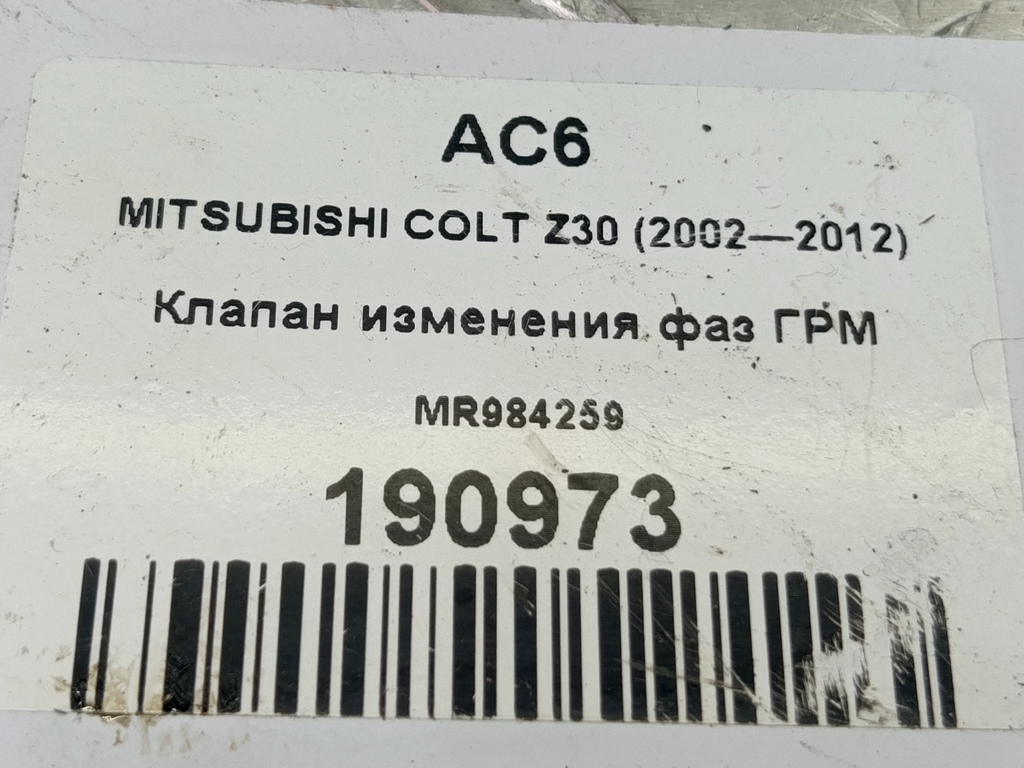 AC6
MITSUBISHI COLT Z30 (2002—2012)
Клапан изменения фаз ГРМ
MR984259
190973